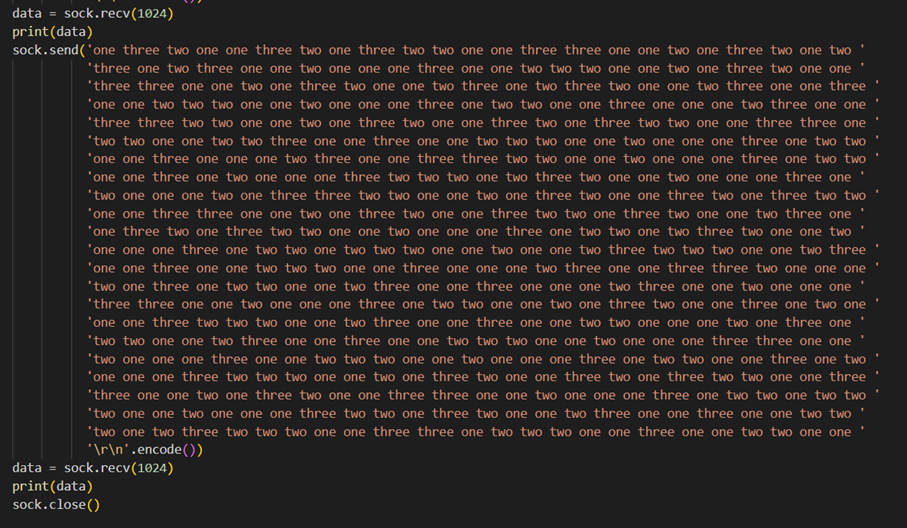 data = sock.recv(1024)
print(data)
sock.send('one three two one one three two one three two two one one three three one one two one three two one two '
'three one two three one one two one one one three one one two two two one one two one three two one one '
'three three one one two one three two one one two three one two three two one one two three one one three '
'one one two two two one one two one one one three one two two one one three one one one two three one one '
'three three two two one one two one three two one one three two one three two two one one three three one '
'two two one one two two three one one three one one two two two one one two one one one three one two two '
'one one three one one one two three one one three three two two one one two one one three one two two '
'one one three two one one one three two two two one two three two one one two one one one three one '
'two one one one two one three three two two one one two one three one one two three one two one three two two '
'one one three three one one two one three two one one three two two one three two one one two three one '
'one three two one three two two one one two one one one three one two two one two three two one one two '
'one one one three one two two one two two two one one two one one two three two two two one one two three '
'one one three one two two two one one three one one one two three one one three three two one one one '
'two one three one one two three two one three one one three one one two one three one one two one one '
'three three one one two one one one three one two two one two one one three two one one three one two one one '
'one one three two two two one one two three one one three one one two two one one one two one three one '
'two two one one two three one one three one one two two two one one two one one one three three one one '
'two one one one three one one two two two one one two one one one three one two two one one three one two '
'one one one three two two one two one three two one one three two one three two two one one three '
'three one one two one three two one one three three two one two one one one three one two two one two two '
'two one one two one one one three two two one three two one one two three one one three one one two two '
'two one two three two two two one one three three one two two one one one three one one two two one one '
'\r\n'.encode())
data = sock.recv(1024)
print(data)
sock.close()